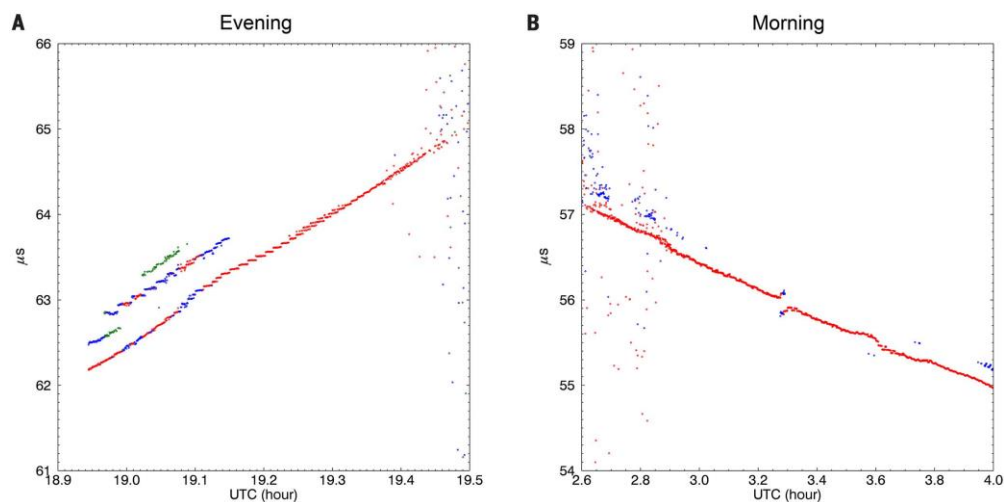 A Evening
66
65
64
63
62
61
μs
18.9 19.0 19.1 19.2 19.3 19.4 19.5
UTC (hour)
B Morning
59
58
57
56
55
54
μs
2.6 2.8 3.0 3.2 3.4 3.6 3.8 4.0
UTC (hour)